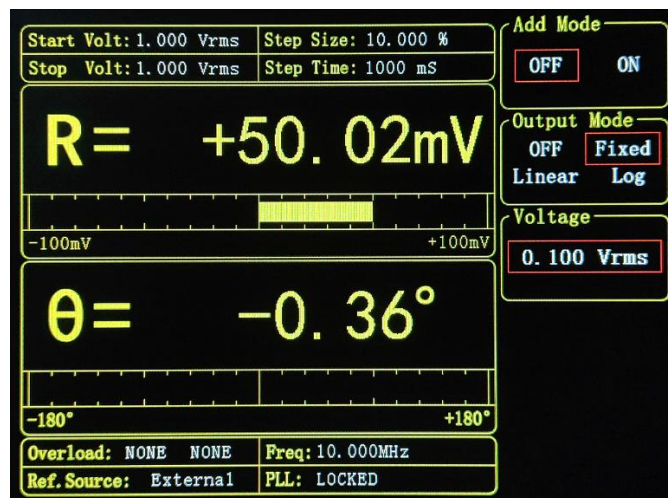 Start Volt: 1.000 Vrms Step Size: 10.000 %
Stop Volt: 1.000 Vrms Step Time: 1000 mS
R= +50.02mV
-100mV +100mV
θ= -0.36°
-180° +180°
Overload: NONE NONE Freq: 10.000MHz
Ref.Source: External PLL: LOCKED
Add Mode
OFF ON
Output Mode
OFF Fixed
Linear Log
Voltage
0.100 Vrms